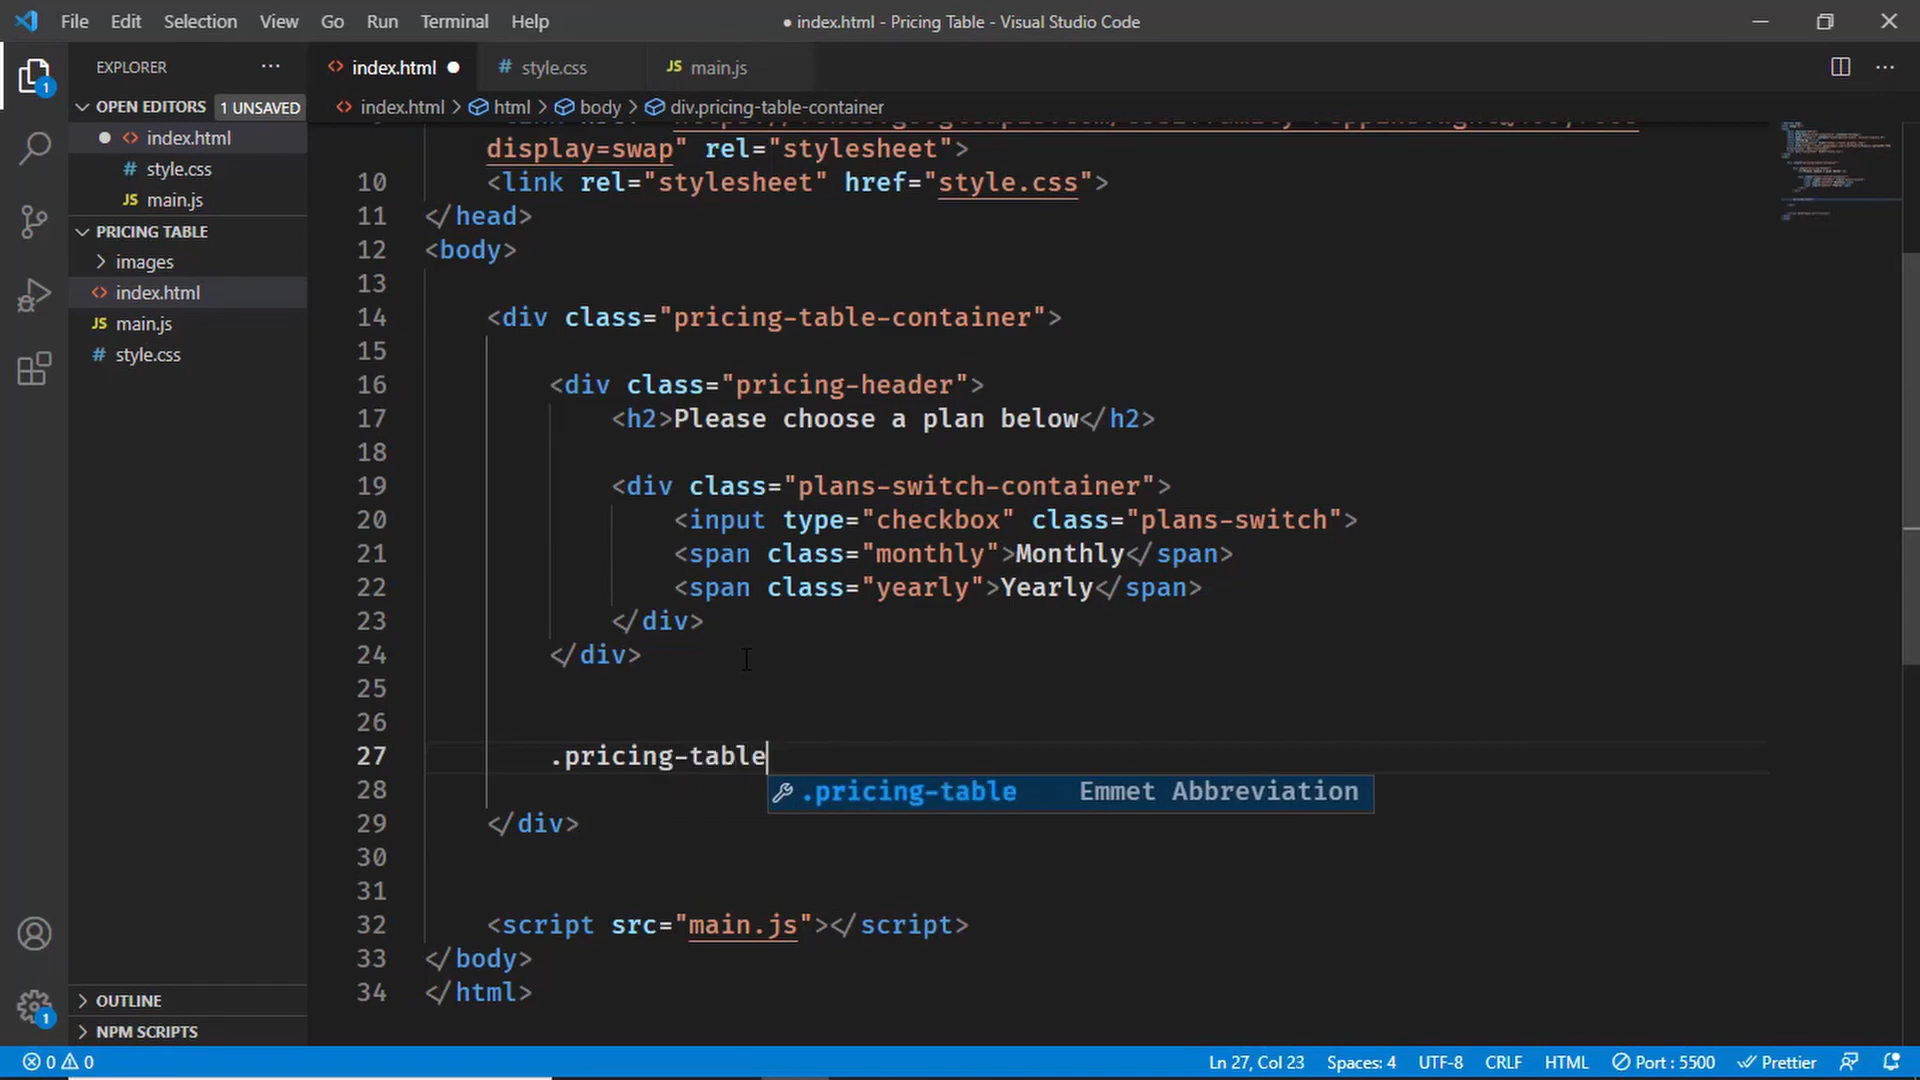 File Edit Selection View Go Run Terminal Help
● index.html - Pricing Table - Visual Studio Code
EXPLORER
OPEN EDITORS 1 UNSAVED
index.html
style.css
main.js
PRICING TABLE
images
index.html
main.js
style.css
OUTLINE
NPM SCRIPTS
index.html style.css main.js
index.html > html > body > div.pricing-table-container
display=swap" rel="stylesheet">
10 <link rel="stylesheet" href="style.css">
11 </head>
12 <body>
13
14 <div class="pricing-table-container">
15
16 <div class="pricing-header">
17 <h2>Please choose a plan below</h2>
18
19 <div class="plans-switch-container">
20 <input type="checkbox" class="plans-switch">
21 <span class="monthly">Monthly</span>
22 <span class="yearly">Yearly</span>
23 </div>
24 </div>
25
26
27 .pricing-table
.pricing-table Emmet Abbreviation
28
29 </div>
30
31
32 <script src="main.js"></script>
33 </body>
34 </html>
1
1
0 0 Ln 27, Col 23 Spaces: 4 UTF-8 CRLF HTML Port : 5500 Prettier